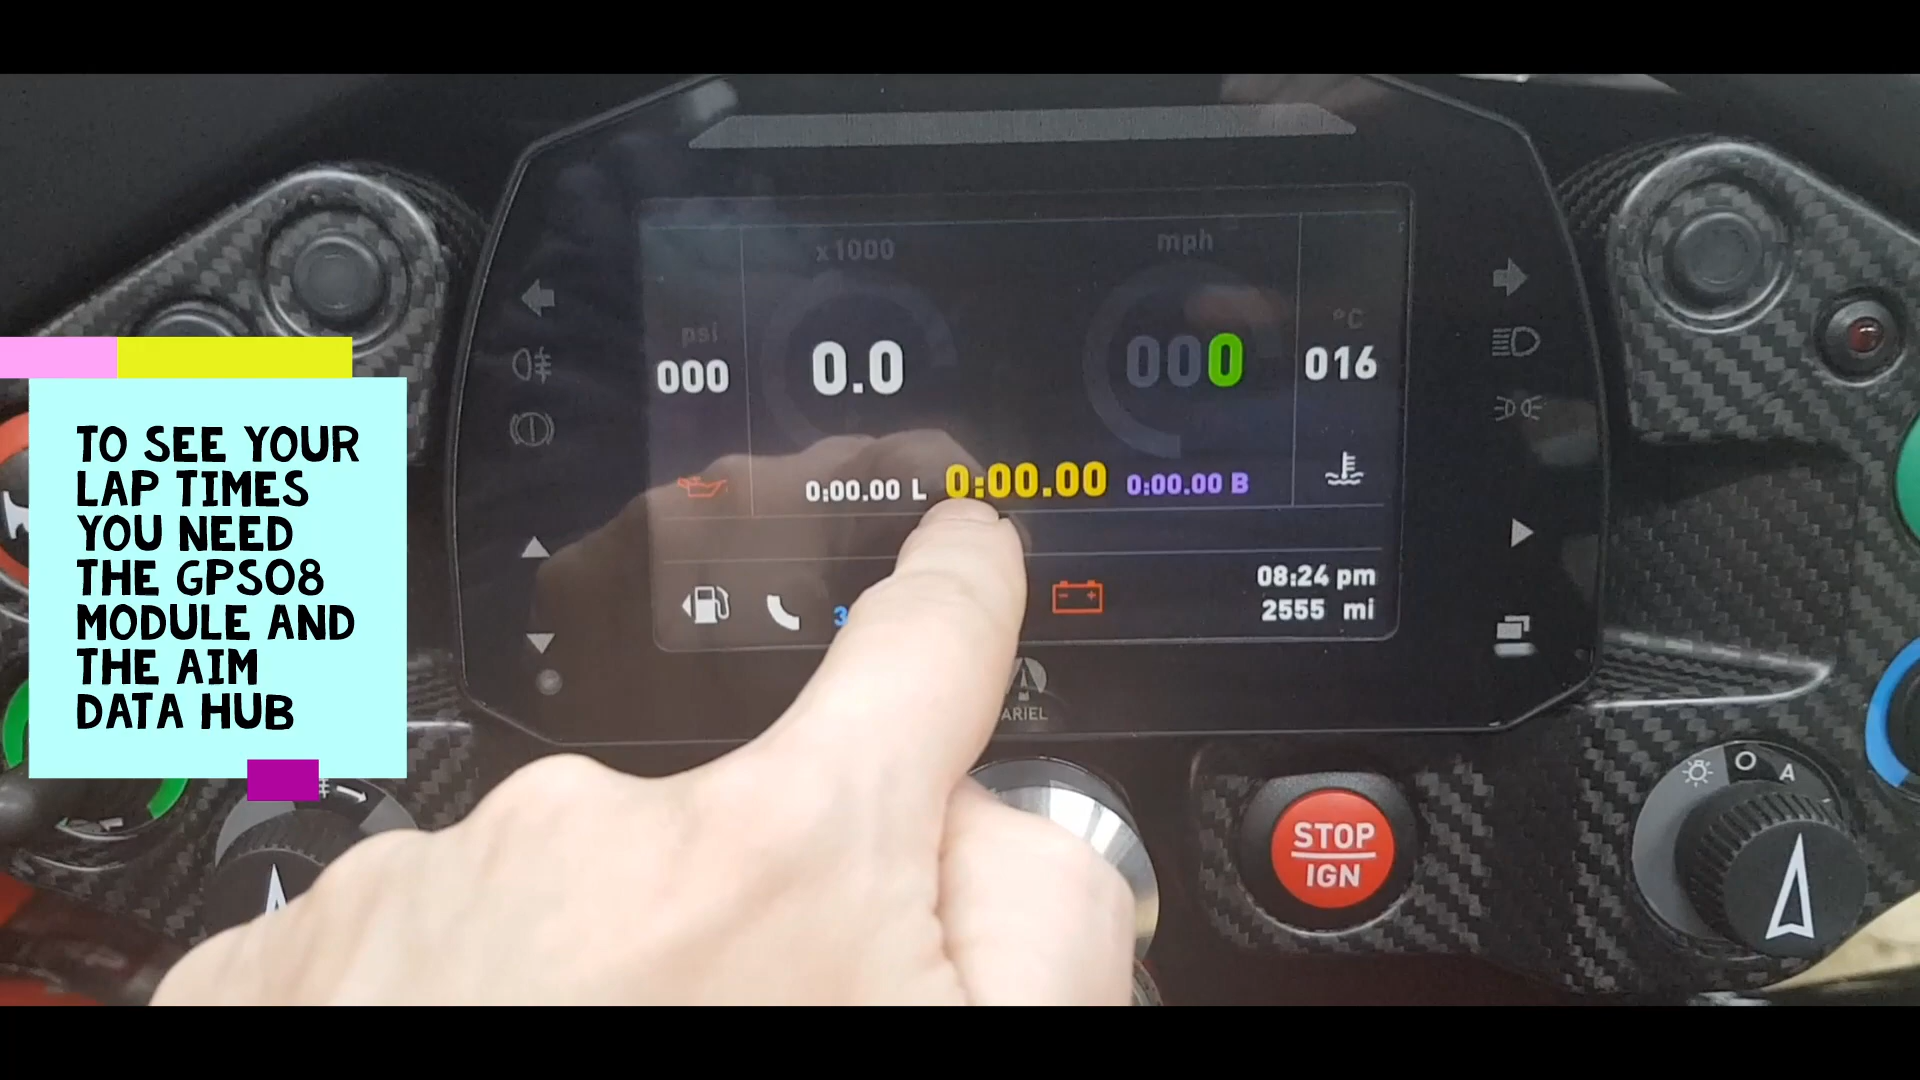 x1000
mph
psi
°C
000
0.0
000
016
0:00.00 L
0:00.00
0:00.00 B
08:24 pm
2555 mi
ARIEL
TO SEE YOUR
LAP TIMES
YOU NEED
THE GPS08
MODULE AND
THE AIM
DATA HUB
STOP
IGN
O
A